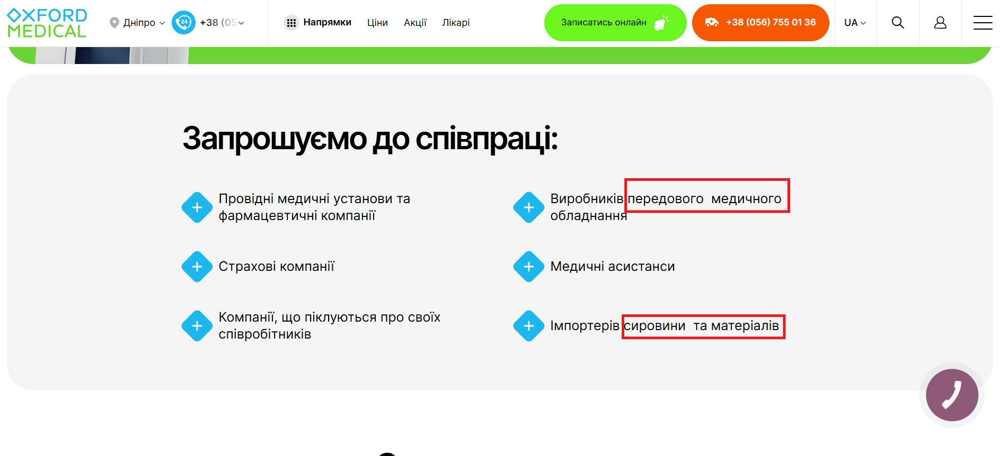 OXFORD
MEDICAL
Дніпро
24
+38 (05
Напрямки
Ціни
Акції
Лікарі
Записатись онлайн
+38 (056) 755 01 36
UA
Запрошуємо до співпраці:
Провідні медичні установи та
фармацевтичні компанії
Виробників передового  медичного
обладнання
Страхові компанії
Медичні асистанси
Компанії, що піклуються про своїх
співробітників
Імпортерів сировини  та матеріалів